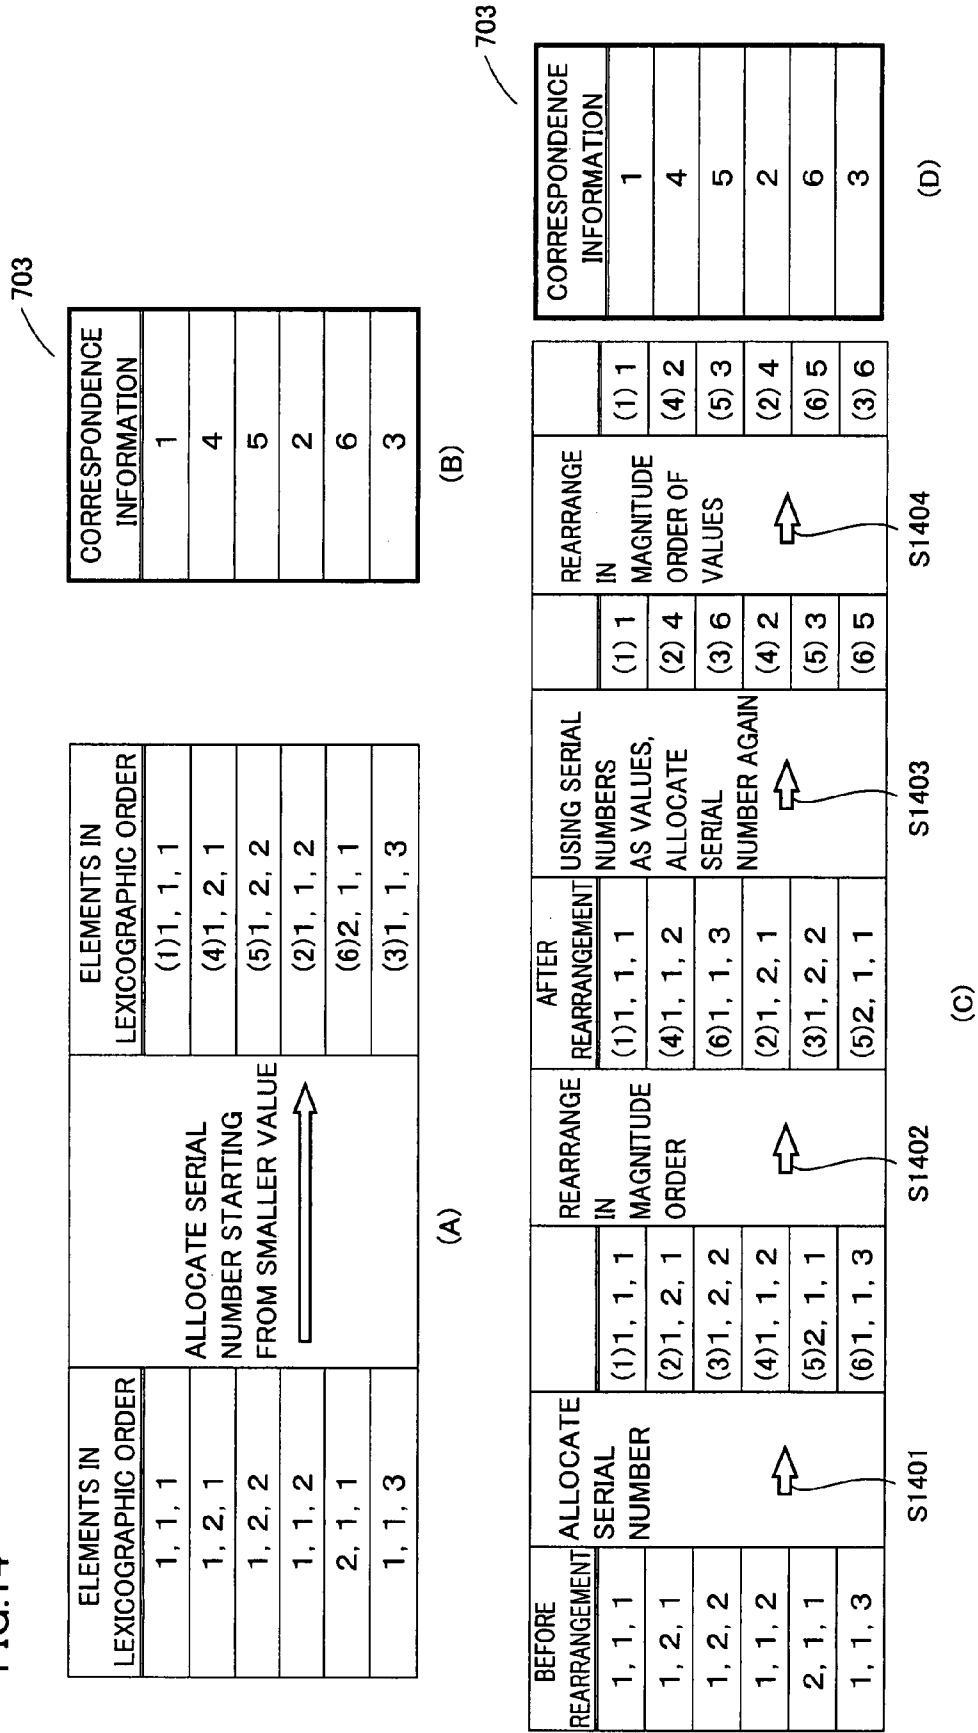 FIG.14
ELEMENTS IN
LEXICOGRAPHIC ORDER
1, 1, 1
1, 2, 1
1, 2, 2
1, 1, 2
2, 1, 1
1, 1, 3
ALLOCATE SERIAL
NUMBER STARTING
FROM SMALLER VALUE
ELEMENTS IN
LEXICOGRAPHIC ORDER
(1)1, 1, 1
(4)1, 2, 1
(5)1, 2, 2
(2)1, 1, 2
(6)2, 1, 1
(3)1, 1, 3
(A)
703
CORRESPONDENCE
INFORMATION
1
4
5
2
6
3
(B)
BEFORE
REARRANGEMENT
1, 1, 1
1, 2, 1
1, 2, 2
1, 1, 2
2, 1, 1
1, 1, 3
ALLOCATE
SERIAL
NUMBER
S1401
(1)1, 1, 1
(2)1, 2, 1
(3)1, 2, 2
(4)1, 1, 2
(5)2, 1, 1
(6)1, 1, 3
REARRANGE
IN
MAGNITUDE
ORDER
S1402
AFTER
REARRANGEMENT
(1)1, 1, 1
(4)1, 1, 2
(6)1, 1, 3
(2)1, 2, 1
(3)1, 2, 2
(5)2, 1, 1
USING SERIAL
NUMBERS
AS VALUES,
ALLOCATE
SERIAL
NUMBER AGAIN
S1403
(1) 1
(2) 4
(3) 6
(4) 2
(5) 3
(6) 5
REARRANGE
IN
MAGNITUDE
ORDER OF
VALUES
S1404
(1) 1
(4) 2
(5) 3
(2) 4
(6) 5
(3) 6
(C)
703
CORRESPONDENCE
INFORMATION
1
4
5
2
6
3
(D)